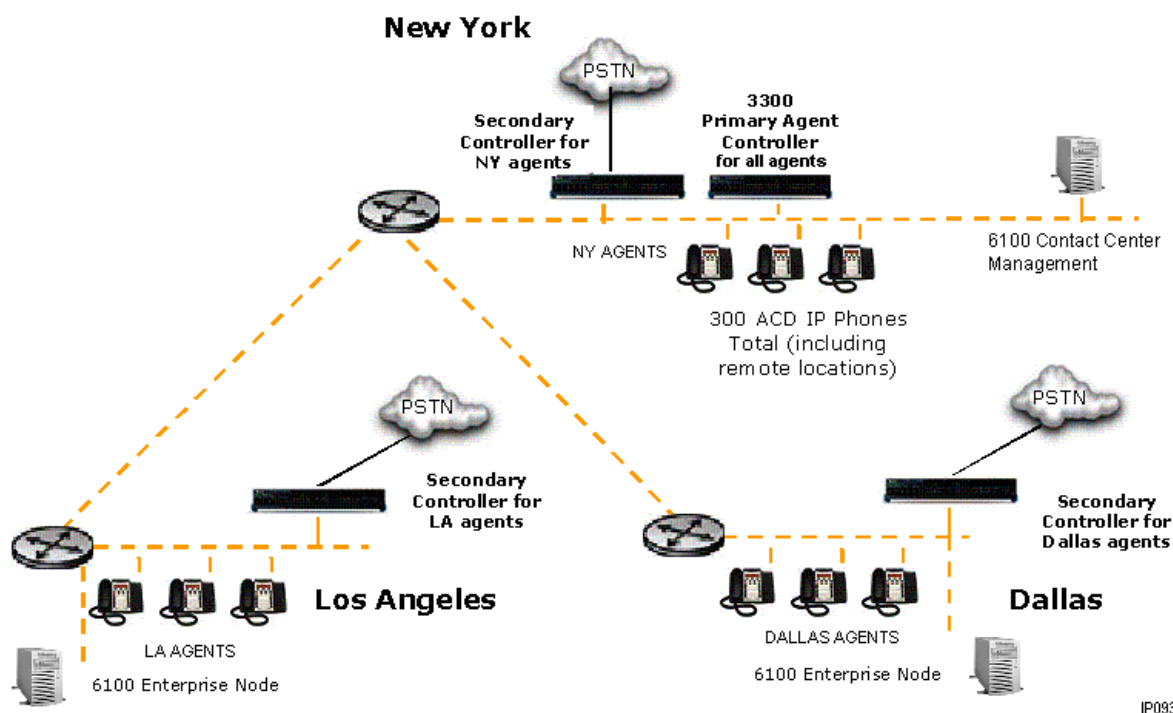 New York
PSTN
Secondary
Controller for
NY agents
3300
Primary Agent
Controller
for all agents
NY AGENTS
6100 Contact Center
Management
300 ACD IP Phones
Total (including
remote locations)
PSTN
Secondary
Controller for
LA agents
Los Angeles
LA AGENTS
6100 Enterprise Node
PSTN
Secondary
Controller for
Dallas agents
Dallas
DALLAS AGENTS
6100 Enterprise Node
IP093